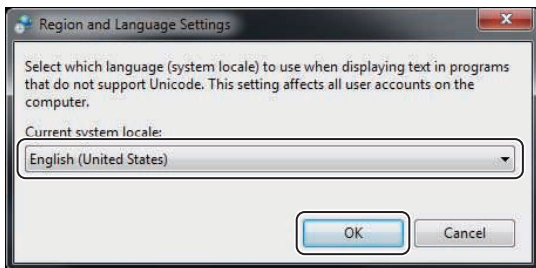 Region and Language Settings
Select which language (system locale) to use when displaying text in programs
that do not support Unicode. This setting affects all user accounts on the
computer.
Current system locale:
English (United States)
OK
Cancel